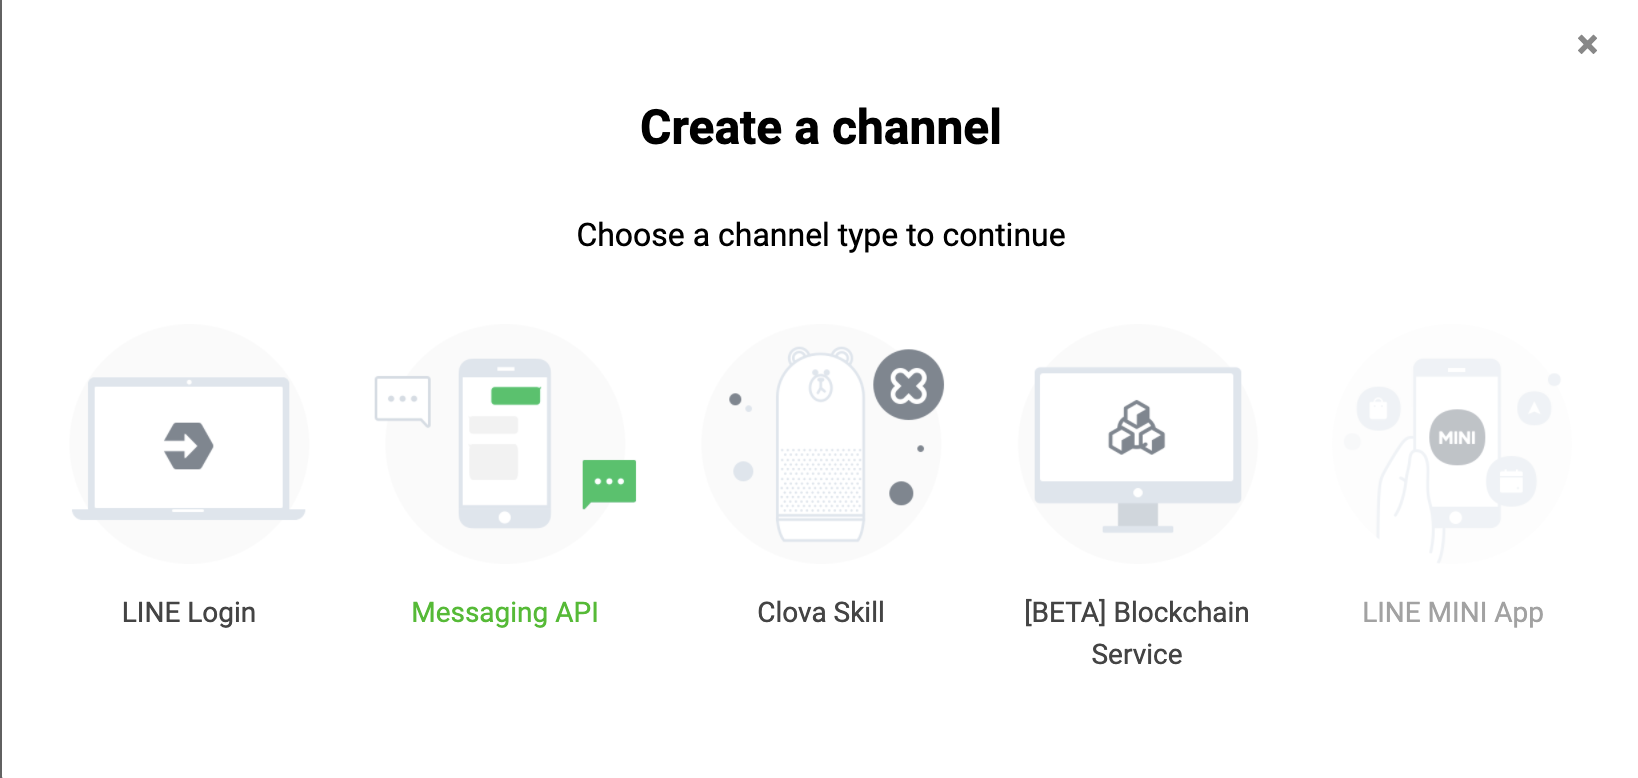 Create a channel
Choose a channel type to continue
MINI
LINE Login
Messaging API
Clova Skill
[BETA] Blockchain
Service
LINE MINI App